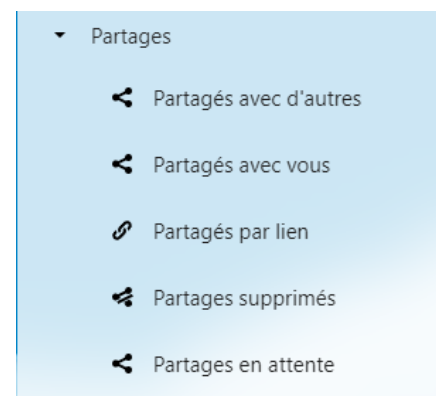 Partages
Partagés avec d'autres
Partagés avec vous
Partagés par lien
Partages supprimés
Partages en attente